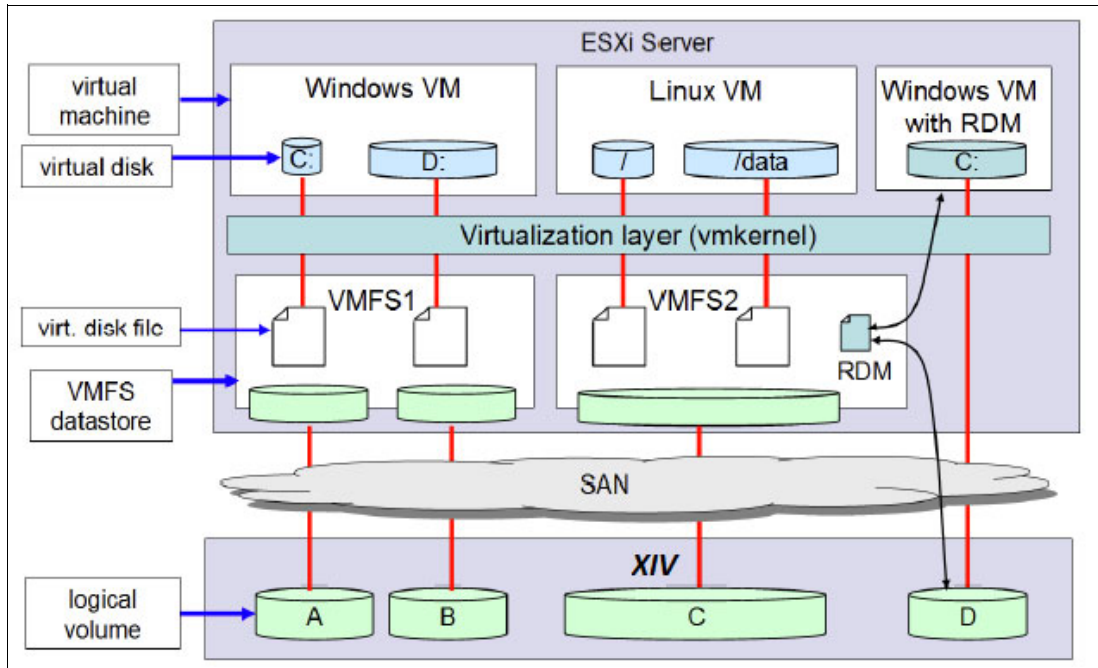 ESXi Server
virtual
machine
Windows VM
Linux VM
Windows VM
with RDM
virtual disk
C:
D:
/
/data
C:
Virtualization layer (vmkernel)
VMFS1
VMFS2
virt. disk file
RDM
VMFS
datastore
SAN
XIV
logical
volume
A
B
C
D